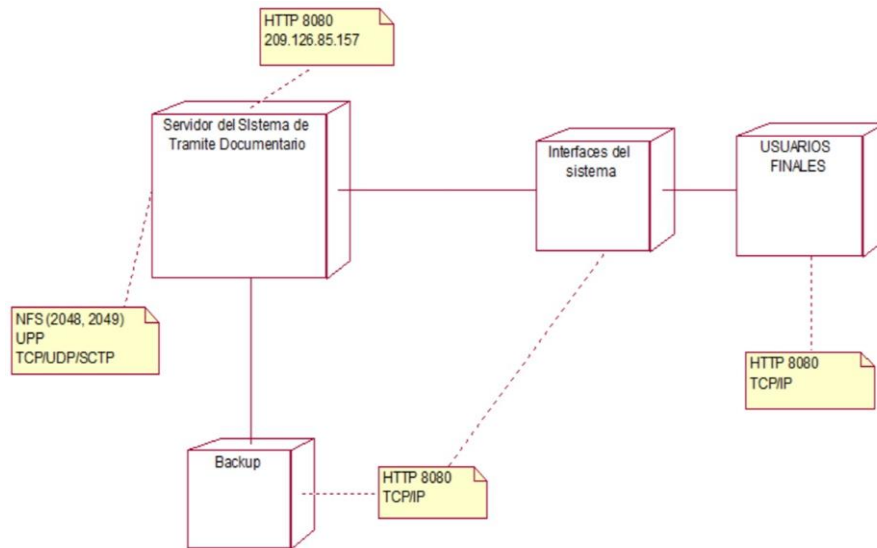 HTTP 8080
209.126.85.157
Servidor del SIstema de
Tramite Documentario
Interfaces del
sistema
USUARIOS
FINALES
NFS (2048, 2049)
UPP
TCP/UDP/SCTP
HTTP 8080
TCP/IP
Backup
HTTP 8080
TCP/IP